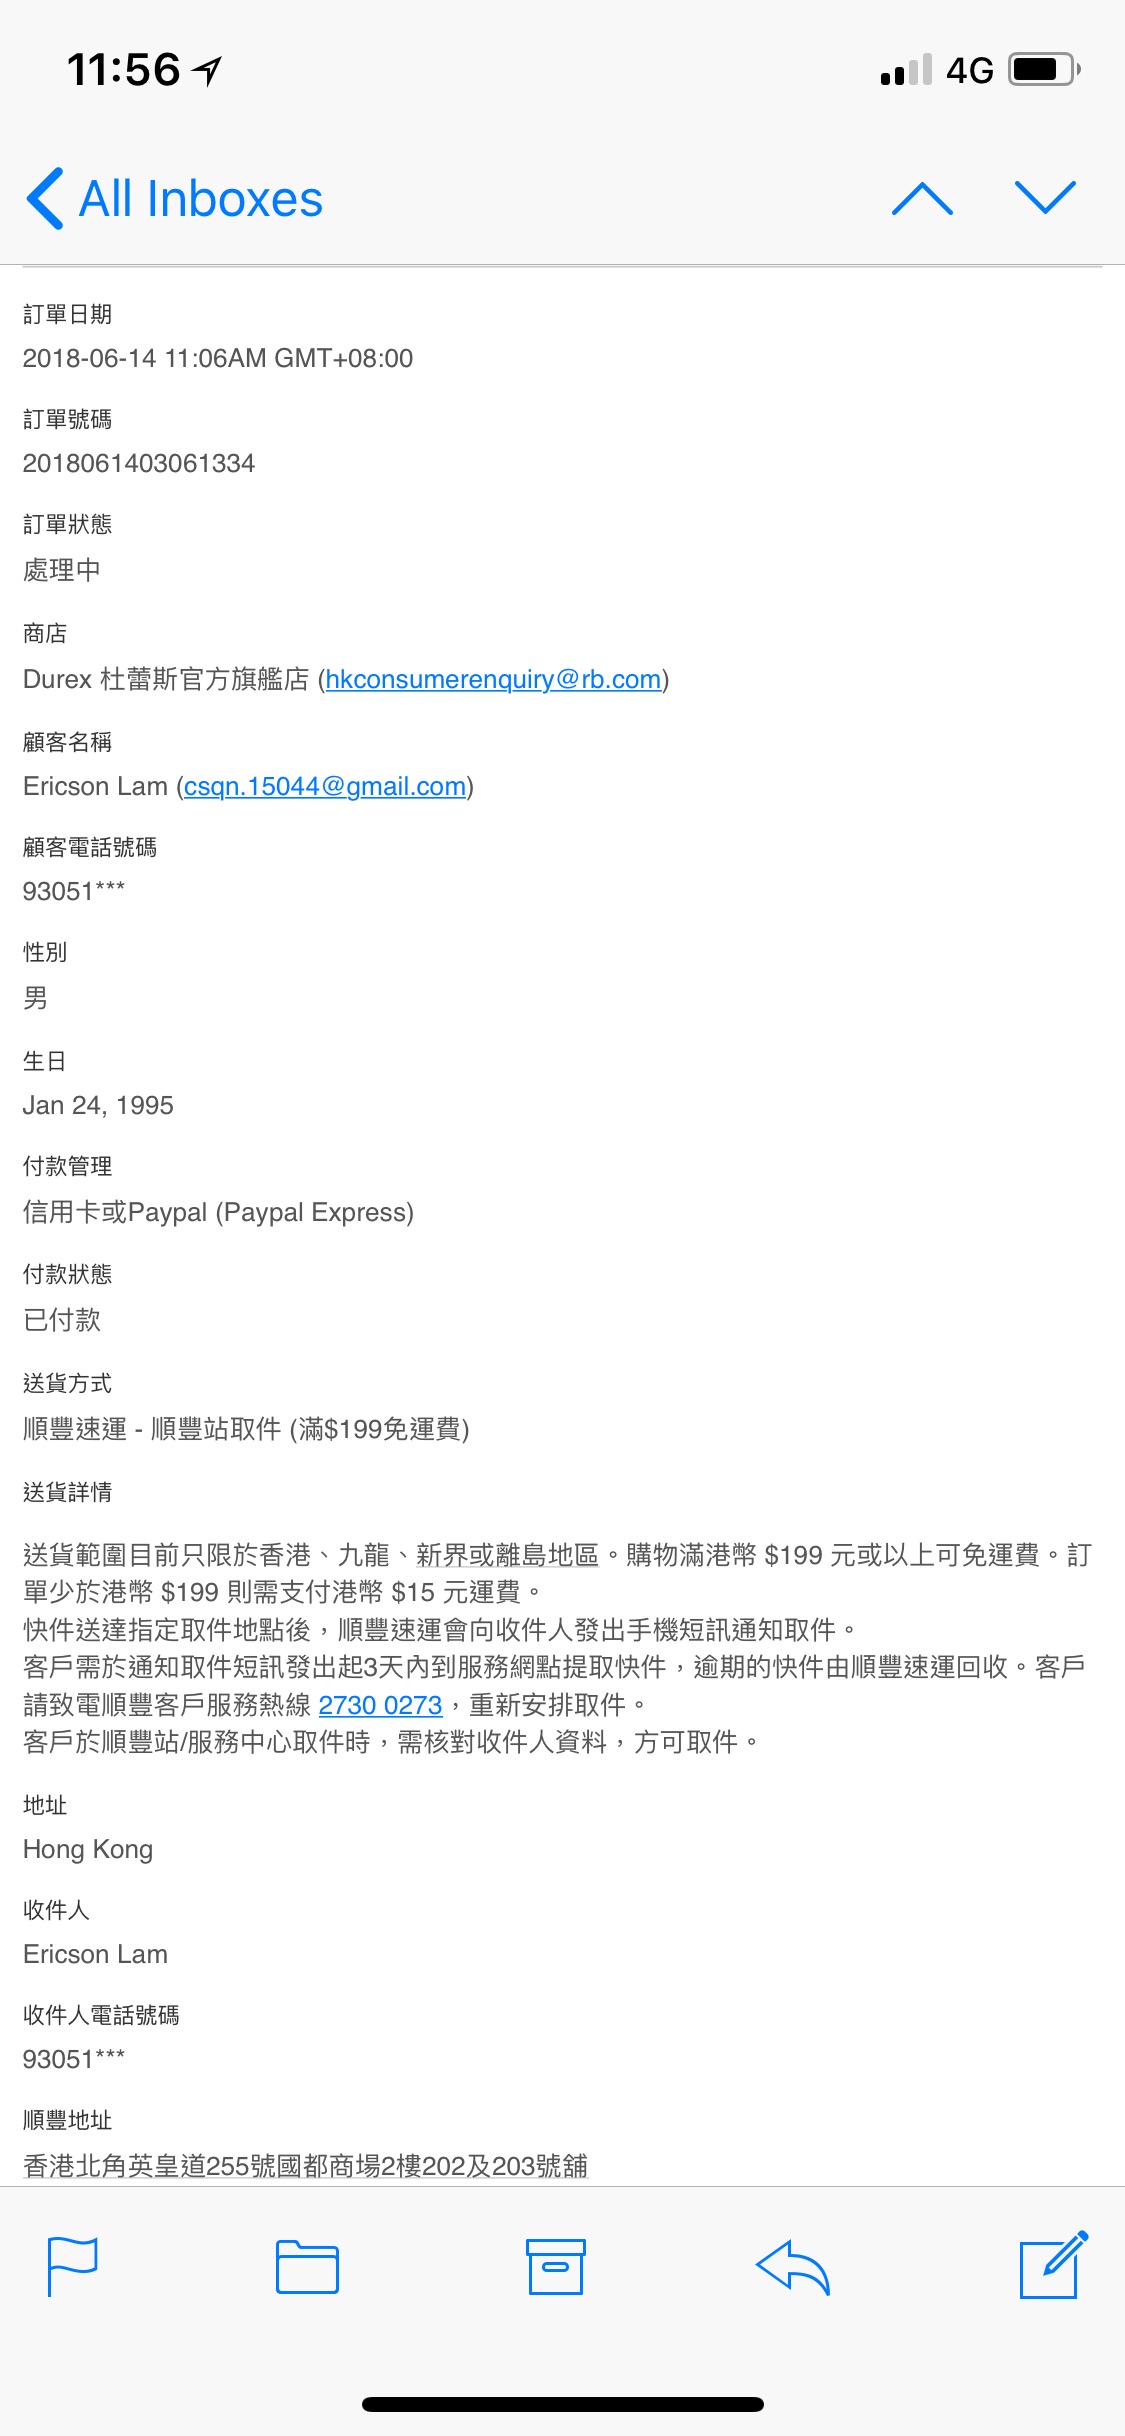 11:56
4G
All Inboxes
訂單日期
2018-06-14 11:06AM GMT+08:00
訂單號碼
2018061403061334
訂單狀態
處理中
商店
Durex 杜蕾斯官方旗艦店 (hkconsumerenquiry@rb.com)
顧客名稱
Ericson Lam (csqn.15044@gmail.com)
顧客電話號碼
93051***
性別
男
生日
Jan 24, 1995
付款管理
信用卡或Paypal (Paypal Express)
付款狀態
已付款
送貨方式
順豐速運 - 順豐站取件 (滿$199免運費)
送貨詳情
送貨範圍目前只限於香港、九龍、新界或離島地區。購物滿港幣 $199 元或以上可免運費。訂
單少於港幣 $199 則需支付港幣 $15 元運費。
快件送達指定取件地點後，順豐速運會向收件人發出手機短訊通知取件。
客戶需於通知取件短訊發出起3天內到服務網點提取快件，逾期的快件由順豐速運回收。客戶
請致電順豐客戶服務熱線 2730 0273，重新安排取件。
客戶於順豐站/服務中心取件時，需核對收件人資料，方可取件。
地址
Hong Kong
收件人
Ericson Lam
收件人電話號碼
93051***
順豐地址
香港北角英皇道255號國都商場2樓202及203號舖